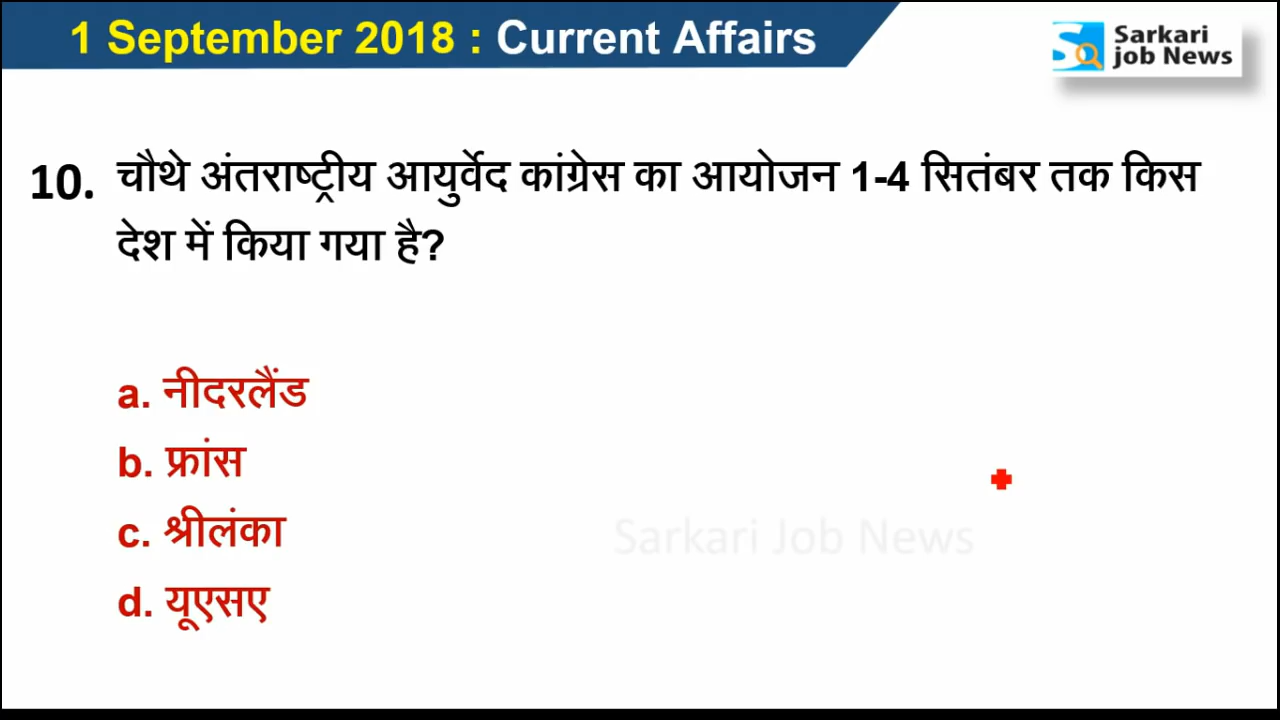 1 September 2018 : Current Affairs
Sarkari
job News
10. चौथे अंतराष्ट्रीय आयुर्वेद कांग्रेस का आयोजन 1-4 सितंबर तक किस
देश में किया गया है?
a. नीदरलैंड
b. फ्रांस
c. श्रीलंका
d. यूएसए
Sarkari Job News